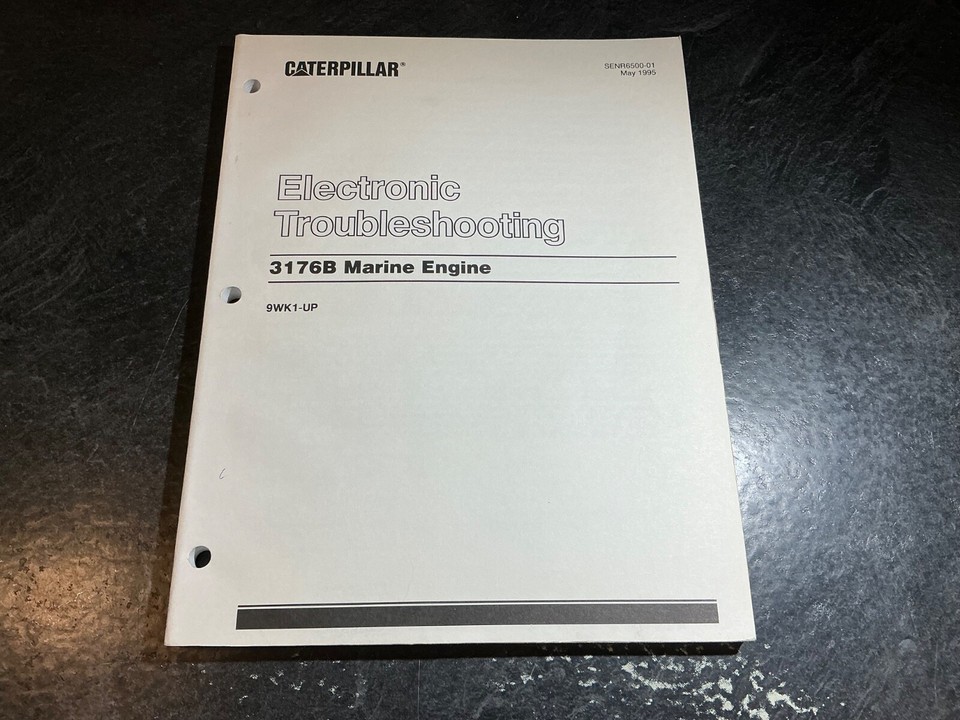 CATERPILLAR®
SENR6500-01
May 1995
Electronic
Troubleshooting
3176B Marine Engine
9WK1-UP